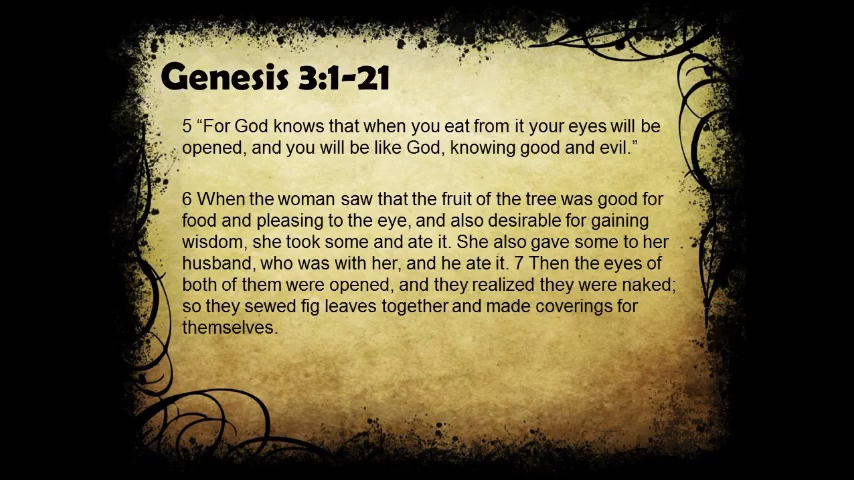 Genesis 3:1-21
5 “For God knows that when you eat from it your eyes will be
opened, and you will be like God, knowing good and evil.”
6 When the woman saw that the fruit of the tree was good for
food and pleasing to the eye, and also desirable for gaining
wisdom, she took some and ate it. She also gave some to her
husband, who was with her, and he ate it. 7 Then the eyes of
both of them were opened, and they realized they were naked;
so they sewed fig leaves together and made coverings for
themselves.